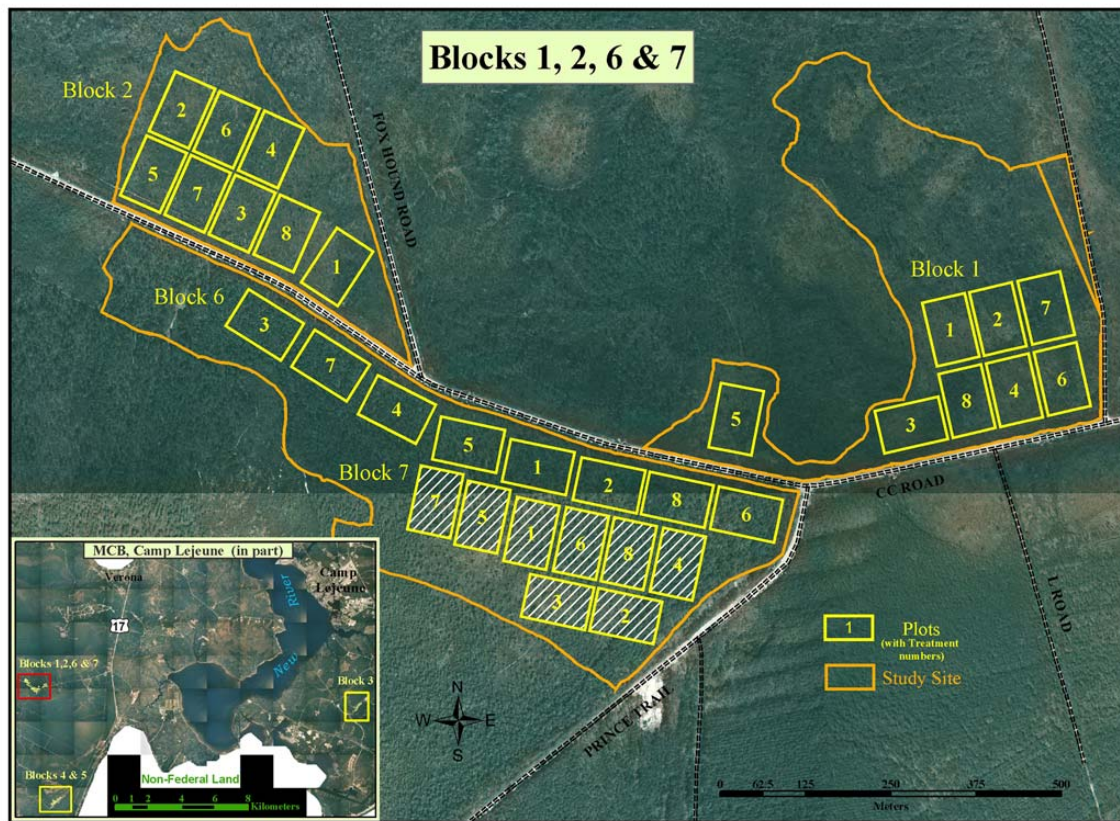 Blocks 1, 2, 6 & 7
Block 2
2
6
4
5
7
3
8
1
FOX HOUND ROAD
Block 6
3
7
4
5
1
2
8
6
Block 1
1
2
7
3
8
4
6
5
Block 7
7
5
1
6
8
4
3
2
CC ROAD
L ROAD
PRINCE TRAIL
1 Plots
(with Treatment
numbers)
Study Site
N
W E
S
0 62.5 125 250 375 500
Meters
MCB, Camp Lejeune (in part)
Verona
Camp
Lejeune
17
New River
Blocks 1,2,6 & 7
Block 3
Blocks 4 & 5
Non-Federal Land
0 1 2 4 6 8
Kilometers